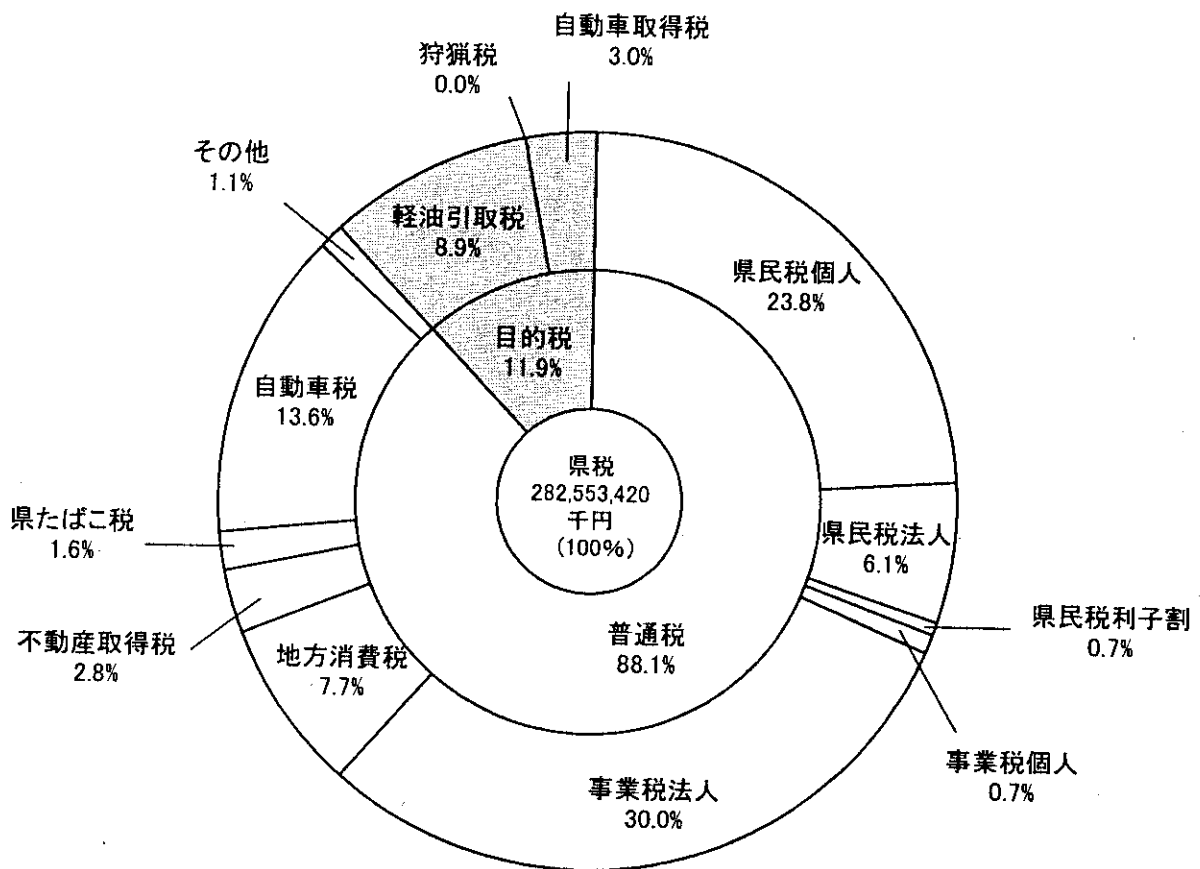 自動車取得税
3.0%
狩猟税
0.0%
その他
1.1%
軽油引取税
8.9%
県民税個人
23.8%
目的税
11.9%
自動車税
13.6%
県税
282,553,420
千円
(100%)
県たばこ税
1.6%
県民税法人
6.1%
県民税利子割
0.7%
不動産取得税
2.8%
地方消費税
7.7%
普通税
88.1%
事業税個人
0.7%
事業税法人
30.0%